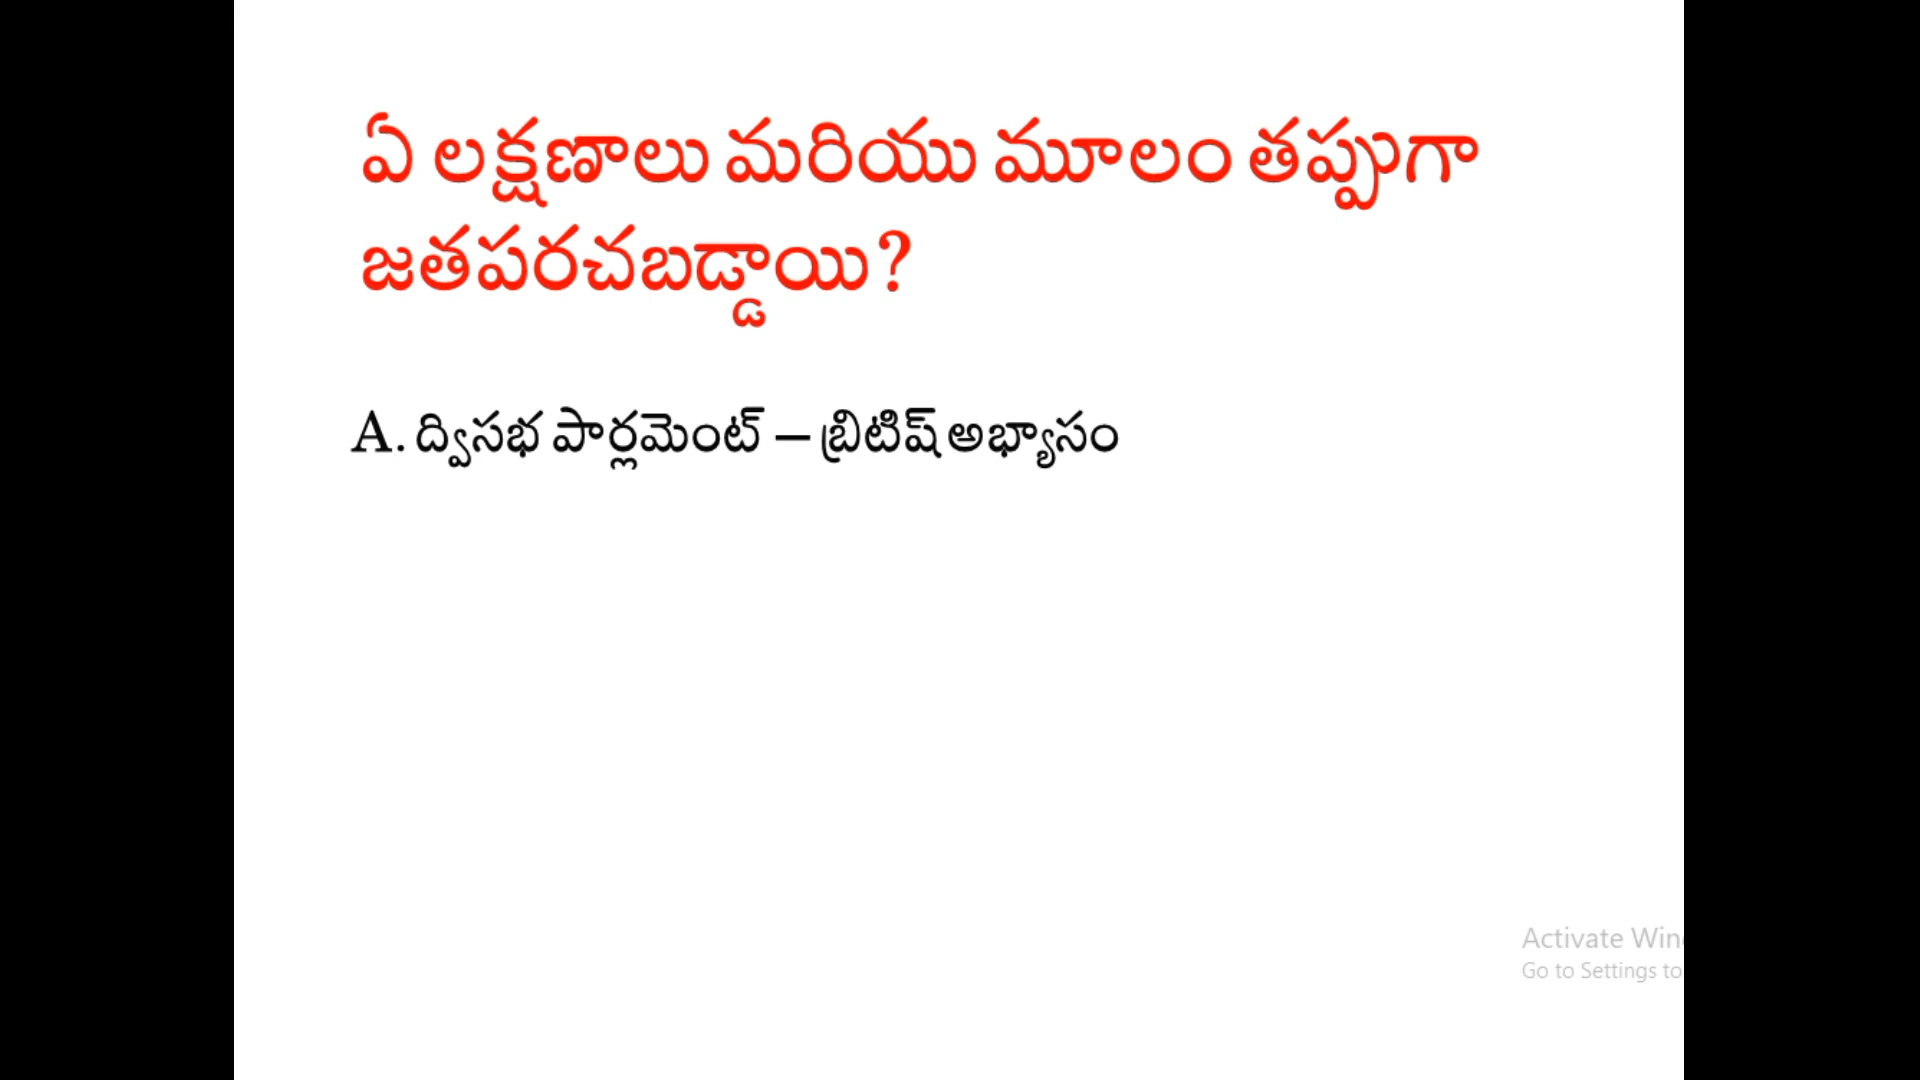 ఏ లక్షణాలు మరియు మూలం తప్పుగా
జతపరచబడ్డాయి?
A. ద్విసభ పార్లమెంట్ – బ్రిటిష్ అభ్యాసం
Activate Win
Go to Settings to